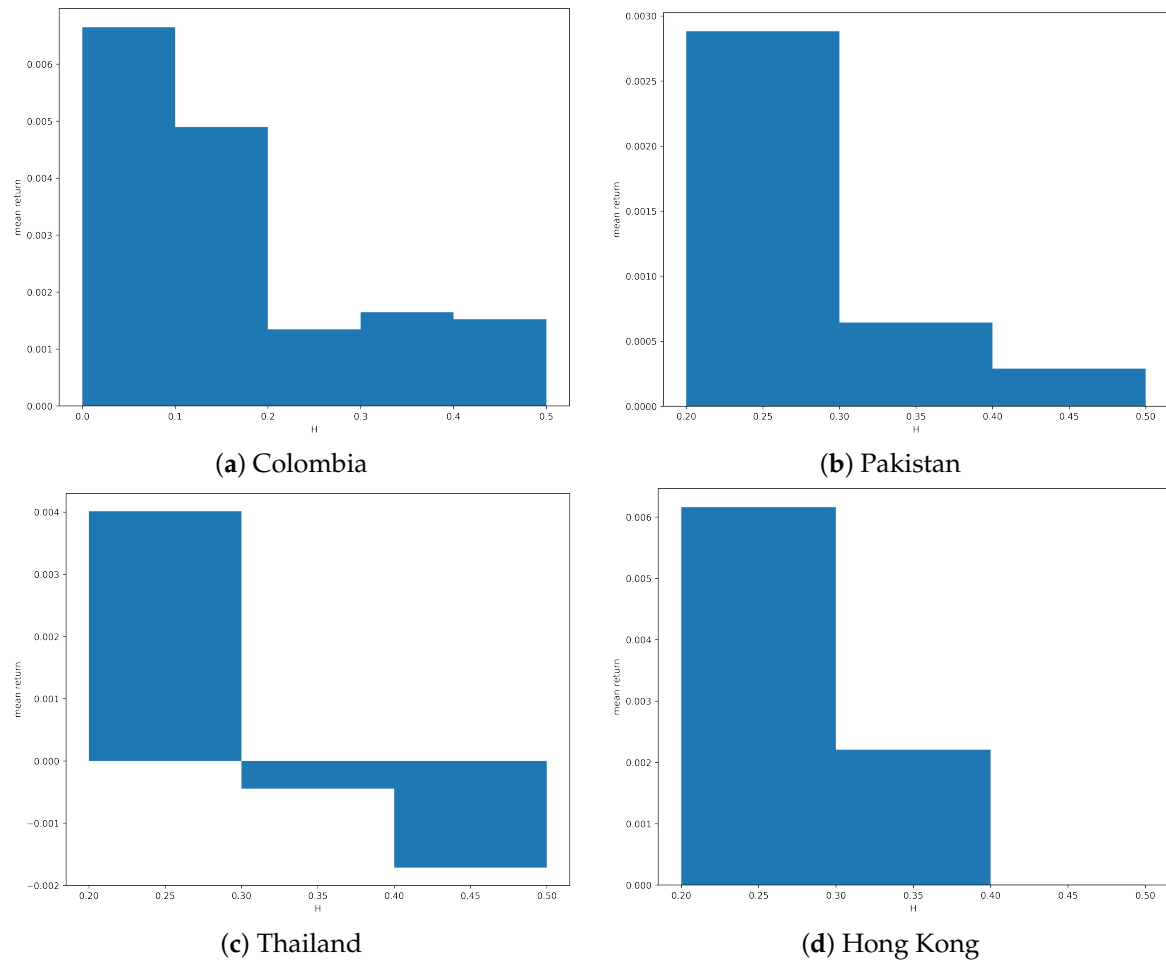 0.006
0.005
0.004
0.003
0.002
0.001
0.000
mean return
0.0 0.1 0.2 0.3 0.4 0.5
H
(a) Colombia
0.0030
0.0025
0.0020
0.0015
0.0010
0.0005
0.0000
mean return
0.20 0.25 0.30 0.35 0.40 0.45 0.50
H
(b) Pakistan
0.004
0.003
0.002
0.001
0.000
−0.001
−0.002
mean return
0.20 0.25 0.30 0.35 0.40 0.45 0.50
H
(c) Thailand
0.006
0.005
0.004
0.003
0.002
0.001
0.000
mean return
0.20 0.25 0.30 0.35 0.40 0.45 0.50
H
(d) Hong Kong